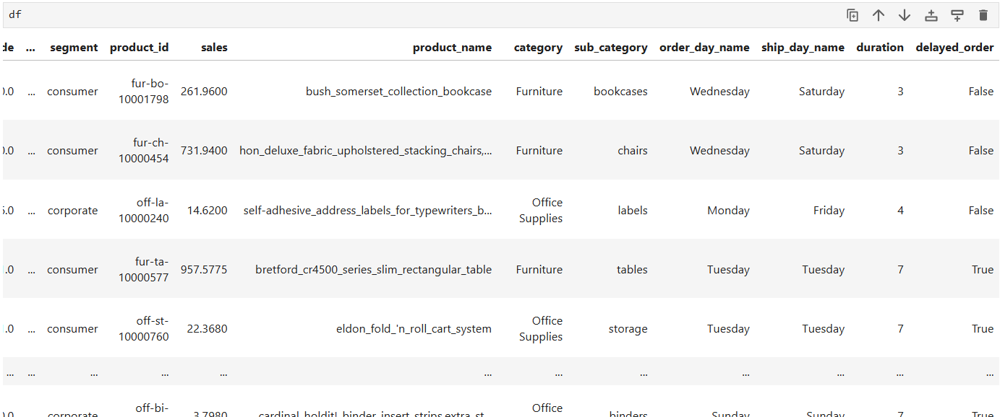 df
de ... segment product_id sales product_name category sub_category order_day_name ship_day_name duration delayed_order
0.0 ... consumer fur-bo-10001798 261.9600 bush_somerset_collection_bookcase Furniture bookcases Wednesday Saturday 3 False
0.0 ... consumer fur-ch-10000454 731.9400 hon_deluxe_fabric_upholstered_stacking_chairs,... Furniture chairs Wednesday Saturday 3 False
6.0 ... corporate off-la-10000240 14.6200 self-adhesive_address_labels_for_typewriters_b... Office Supplies labels Monday Friday 4 False
.0 ... consumer fur-ta-10000577 957.5775 bretford_cr4500_series_slim_rectangular_table Furniture tables Tuesday Tuesday 7 True
.0 ... consumer off-st-10000760 22.3680 eldon_fold_'n_roll_cart_system Office Supplies storage Tuesday Tuesday 7 True
... ... ... ... ... ... ... ... ... ... ... ...
0.0 ... corporate off-bi- 3.7980 cardinal_holdit!_binder_insert_strips,extra_st... Office binders Sunday Sunday 7 True